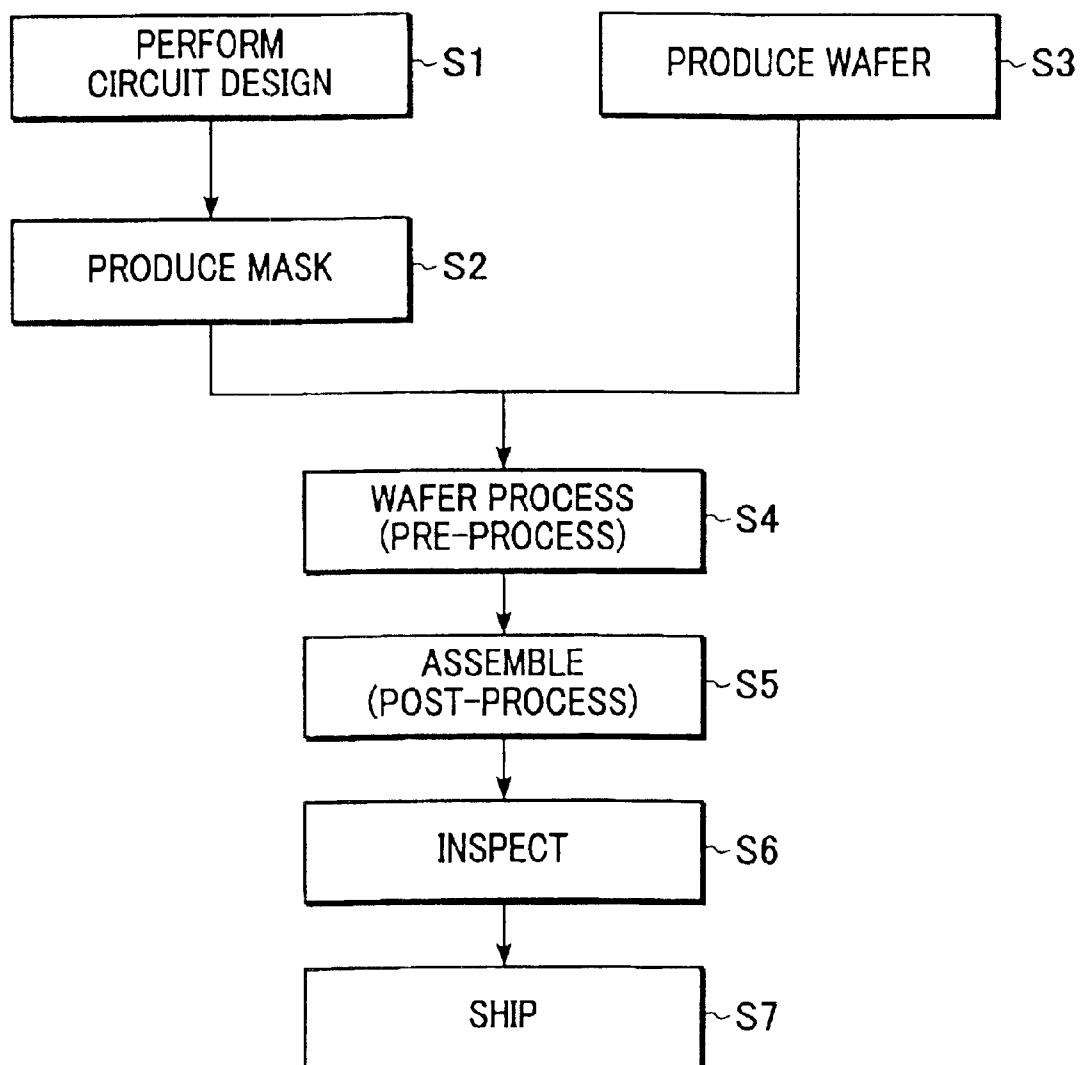 PERFORM
CIRCUIT DESIGN
S1
PRODUCE WAFER
S3
PRODUCE MASK
S2
WAFER PROCESS
(PRE-PROCESS)
S4
ASSEMBLE
(POST-PROCESS)
S5
INSPECT
S6
SHIP
S7